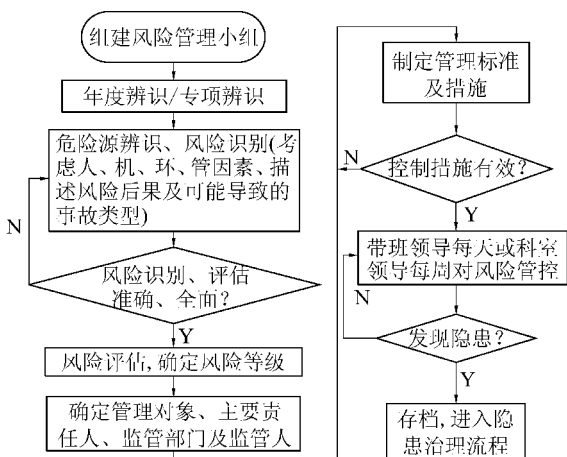 组建风险管理小组
年度辨识/专项辨识
危险源辨识、风险识别(考
虑人、机、环、管因素、描
述风险后果及可能导致的
事故类型)
N
风险识别、评估
准确、全面?
Y
风险评估,确定风险等级
确定管理对象、主要责
任人、监管部门及监管人
制定管理标准
及措施
N
控制措施有效?
Y
带班领导每天或科室
领导每周对风险管控
N
发现隐患?
Y
存档,进入隐
患治理流程